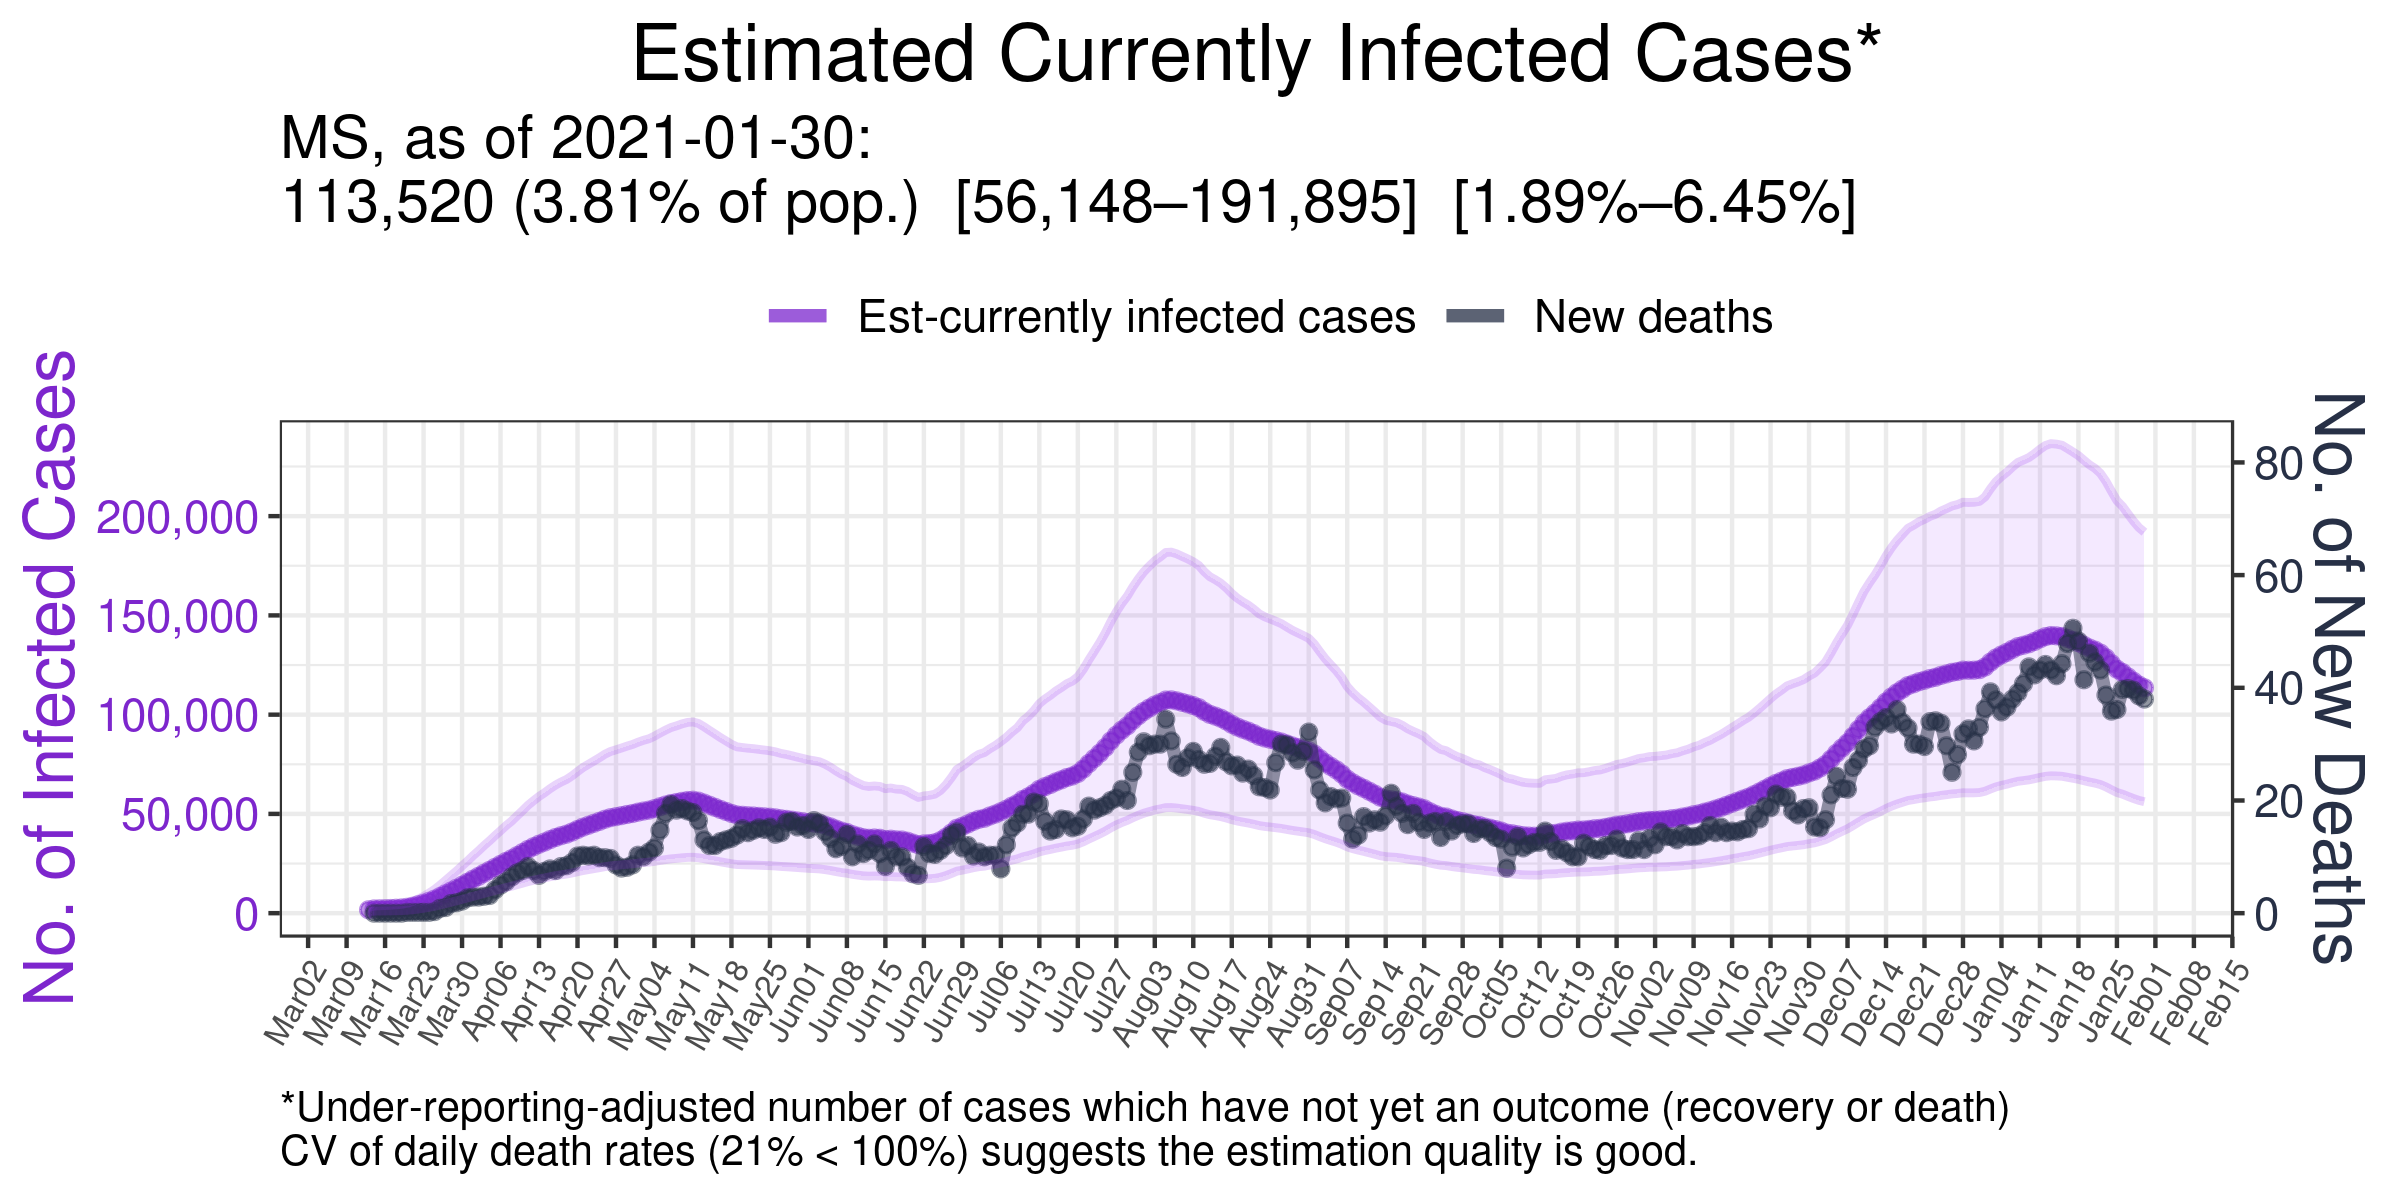 Estimated Currently Infected Cases*
MS, as of 2021-01-30:
113,520 (3.81% of pop.)  [56,148–191,895]  [1.89%–6.45%]
Est-currently infected cases
New deaths
No. of Infected Cases
200,000
150,000
100,000
50,000
0
80
60
40
20
0
No. of New Deaths
Mar02
Mar09
Mar16
Mar23
Mar30
Apr06
Apr13
Apr20
Apr27
May04
May11
May18
May25
Jun01
Jun08
Jun15
Jun22
Jun29
Jul06
Jul13
Jul20
Jul27
Aug03
Aug10
Aug17
Aug24
Aug31
Sep07
Sep14
Sep21
Sep28
Oct05
Oct12
Oct19
Oct26
Nov02
Nov09
Nov16
Nov23
Nov30
Dec07
Dec14
Dec21
Dec28
Jan04
Jan11
Jan18
Jan25
Feb01
Feb08
Feb15
*Under-reporting-adjusted number of cases which have not yet an outcome (recovery or death)
CV of daily death rates (21% < 100%) suggests the estimation quality is good.